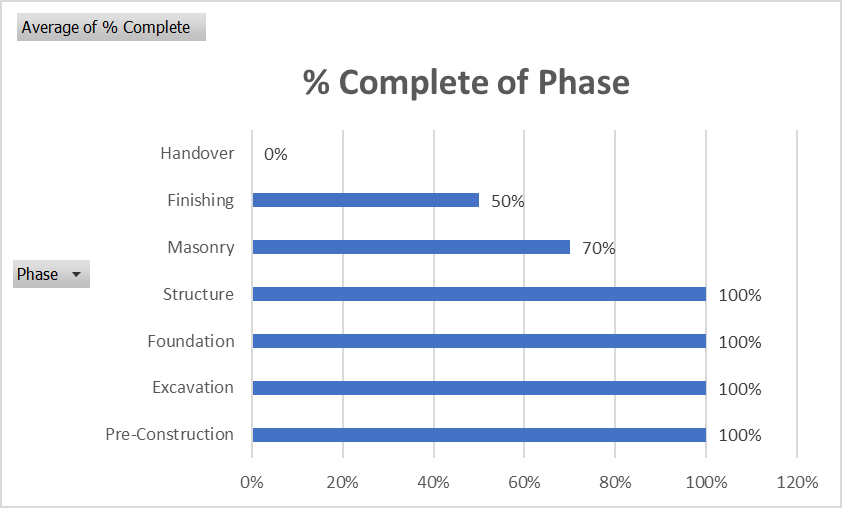 Average of % Complete
% Complete of Phase
Handover 0%
Finishing 50%
Masonry 70%
Phase
Structure 100%
Foundation 100%
Excavation 100%
Pre-Construction 100%
0% 20% 40% 60% 80% 100% 120%